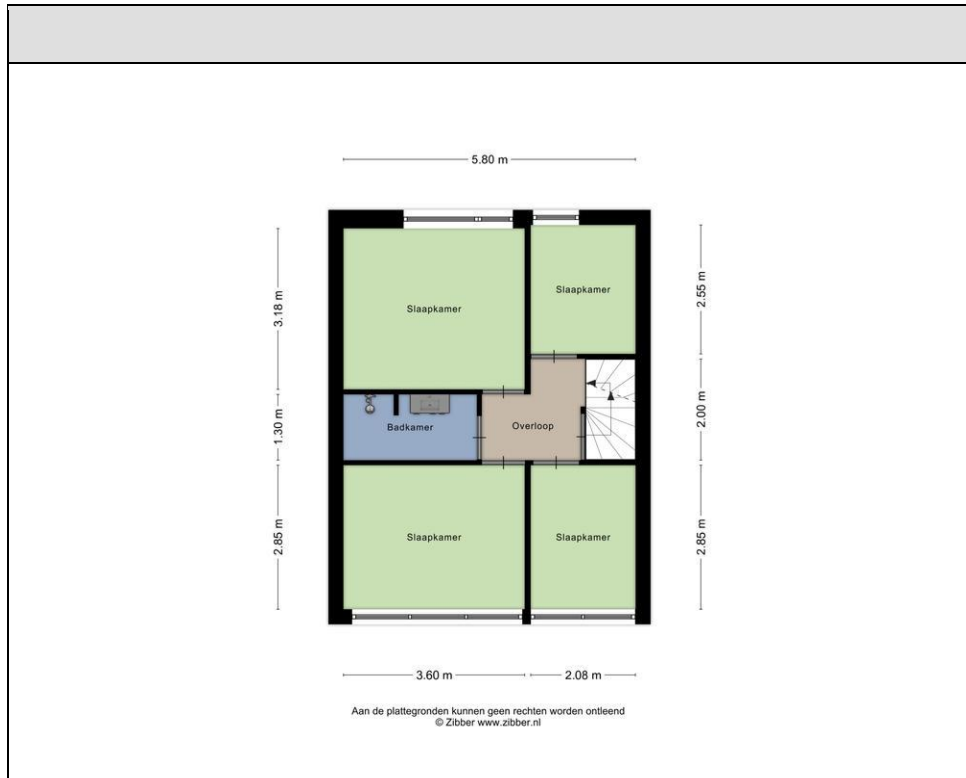 5.80 m
Slaapkamer
Slaapkamer
3.18 m
2.55 m
1.30 m
2.00 m
Badkamer
Overloop
2.85 m
2.85 m
Slaapkamer
Slaapkamer
3.60 m
2.08 m
Aan de plattegronden kunnen geen rechten worden ontleend
© Zibber www.zibber.nl